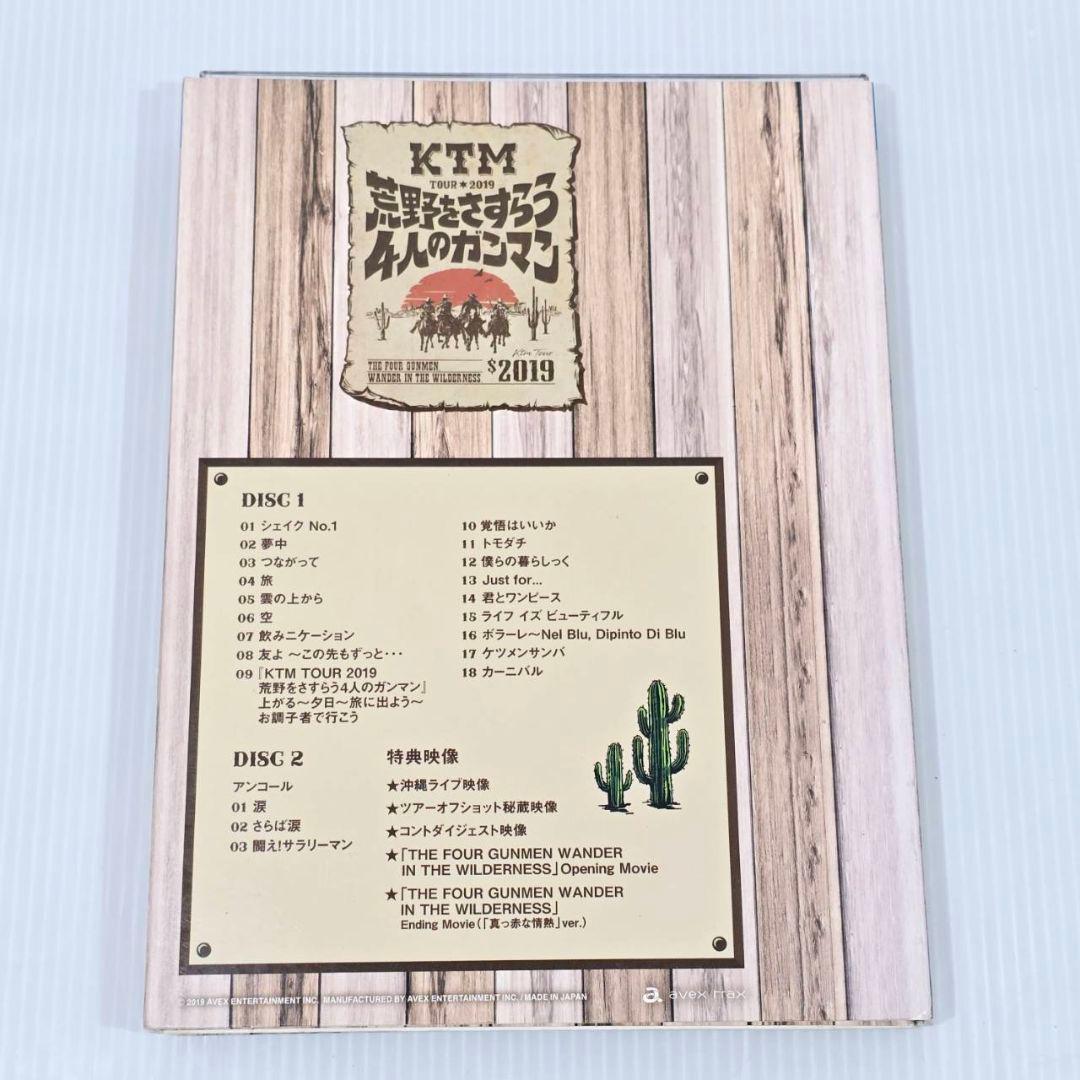 KTM
TOUR★2019
荒野をさすらう
4人のガンマン
Ktm Tour
THE FOUR GUNMEN
WANDER IN THE WILDERNESS
$2019
DISC 1
01 シェイク No.1
02 夢中
03 つながって
04 旅
05 雲の上から
06 空
07 飲みニケーション
08 友よ ～この先もずっと・・・
09 『KTM TOUR 2019
荒野をさすらう4人のガンマン』
上がる～夕日～旅に出よう～
お調子者で行こう
10 覚悟はいいか
11 トモダチ
12 僕らの暮らしっく
13 Just for...
14 君とワンピース
15 ライフ イズ ビューティフル
16 ボラーレ～Nel Blu, Dipinto Di Blu
17 ケツメンサンバ
18 カーニバル
DISC 2
アンコール
01 涙
02 さらば涙
03 闘え!サラリーマン
特典映像
★沖縄ライブ映像
★ツアーオフショット秘蔵映像
★コントダイジェスト映像
★「THE FOUR GUNMEN WANDER
IN THE WILDERNESS」Opening Movie
★「THE FOUR GUNMEN WANDER
IN THE WILDERNESS」
Ending Movie（「真っ赤な情熱」ver.）
©2019 AVEX ENTERTAINMENT INC. MANUFACTURED BY AVEX ENTERTAINMENT INC. / MADE IN JAPAN
avex trax